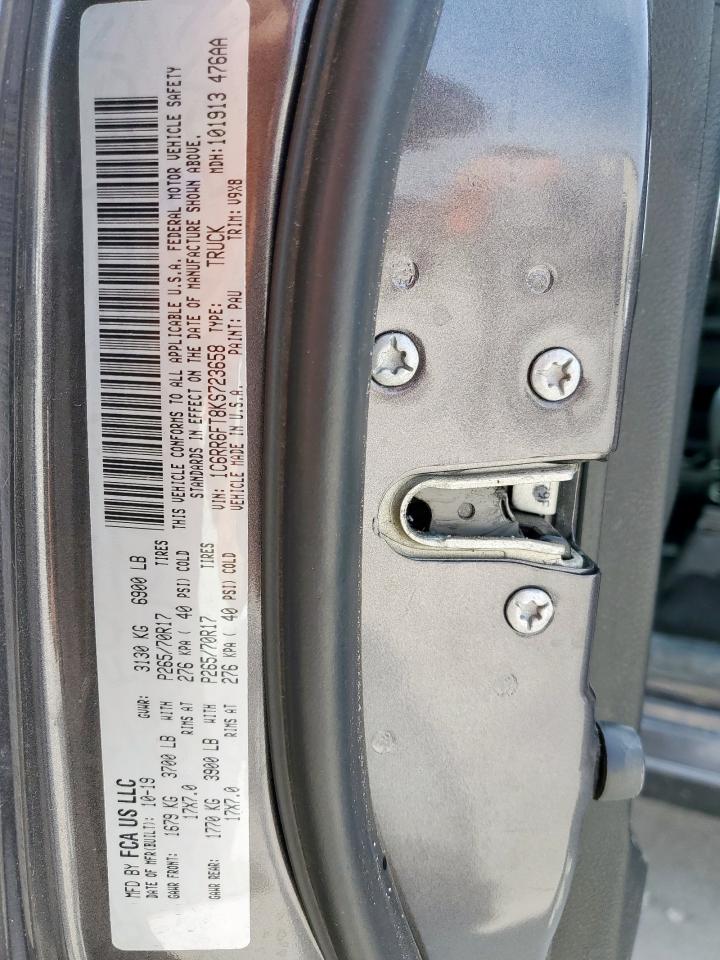 MFD BY FCA US LLC
DATE OF MFR(BUILT): 10-19 GVWR: 3130 KG 6900 LB
GAWR FRONT: 1679 KG 3700 LB WITH P265/70R17 TIRES
17X7.0 RIMS AT 276 KPA ( 40 PSI) COLD
GAWR REAR: 1770 KG 3900 LB WITH P265/70R17 TIRES
17X7.0 RIMS AT 276 KPA ( 40 PSI) COLD
THIS VEHICLE CONFORMS TO ALL APPLICABLE U.S.A. FEDERAL MOTOR VEHICLE SAFETY
STANDARDS IN EFFECT ON THE DATE OF MANUFACTURE SHOWN ABOVE.
VIN: 1C6RR6FT8KS723658 TYPE: TRUCK MDH: 101913 476AA
VEHICLE MADE IN U.S.A. PAINT: PAU TRIM: V9X8